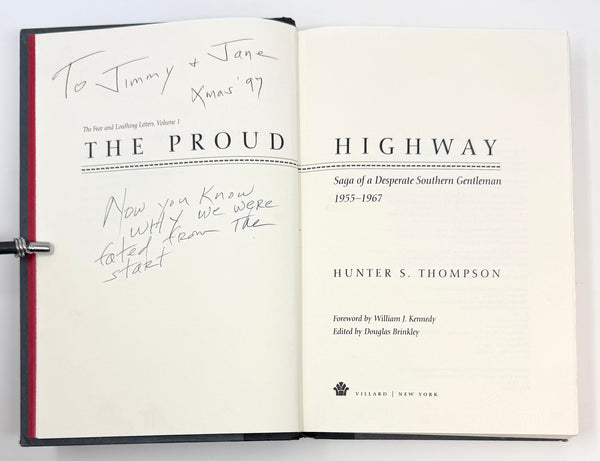 To Jimmy + Jane
Xmas '97
The Fear and Loathing Letters, Volume 1
THE PROUD HIGHWAY
Now you Know
WHY we were
fated from The
start
Saga of a Desperate Southern Gentleman
1955–1967
HUNTER S. THOMPSON
Foreword by William J. Kennedy
Edited by Douglas Brinkley
VILLARD | NEW YORK